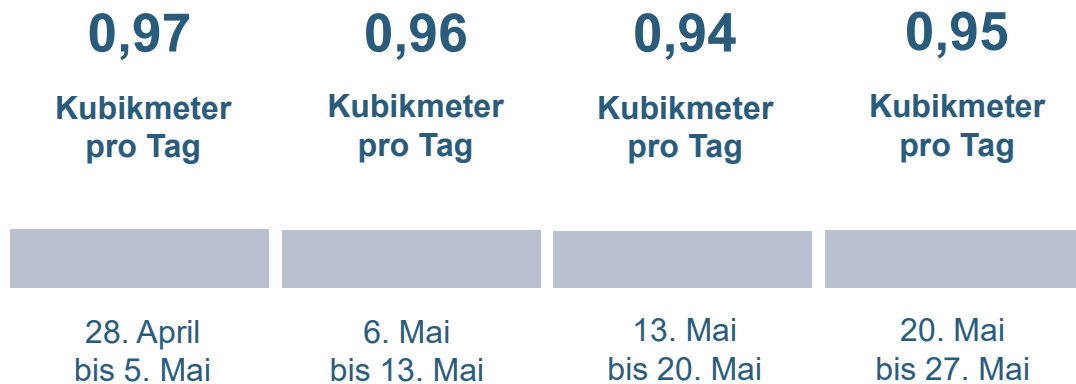 0,97
Kubikmeter
pro Tag
28. April
bis 5. Mai
0,96
Kubikmeter
pro Tag
6. Mai
bis 13. Mai
0,94
Kubikmeter
pro Tag
13. Mai
bis 20. Mai
0,95
Kubikmeter
pro Tag
20. Mai
bis 27. Mai